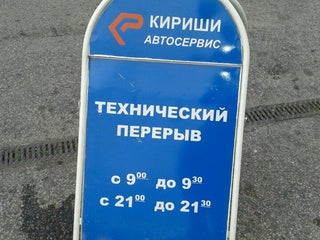 КИРИШИ
АВТОСЕРВИС
ТЕХНИЧЕСКИЙ
ПЕРЕРЫВ
с 9⁰⁰ до 9³⁰
с 21⁰⁰ до 21³⁰